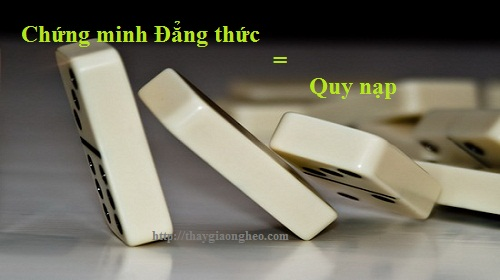 Chứng minh Đẳng thức
=
Quy nạp
http://thaygiaongheo.com